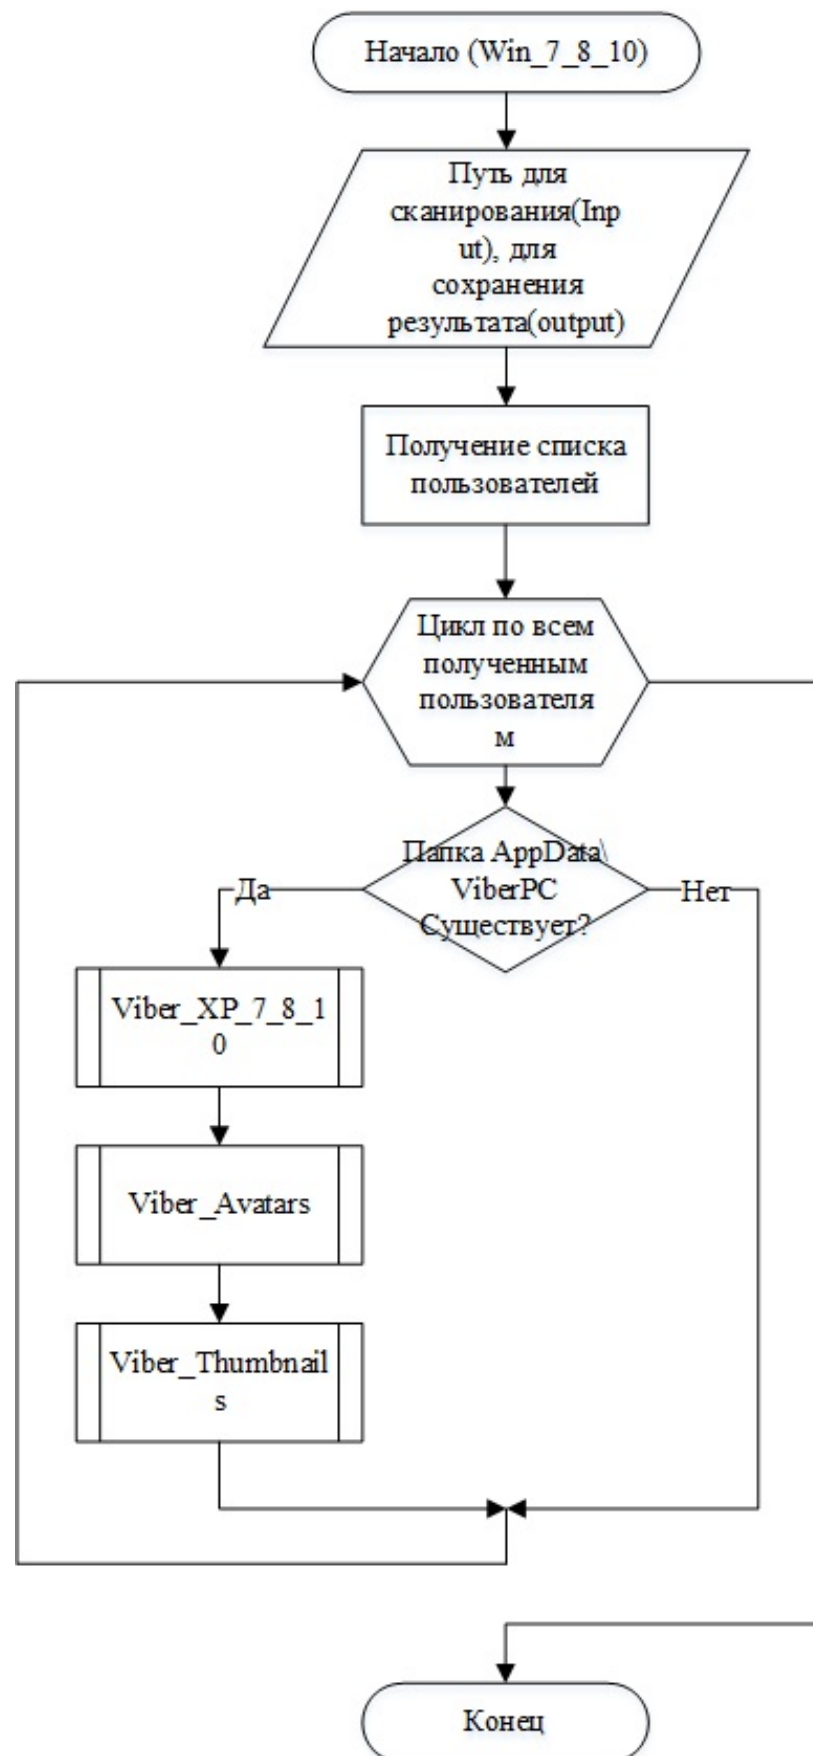 Начало (Win_7_8_10)
Путь для
сканирования(Inp
ut), для
сохранения
результата(output)
Получение списка
пользователей
Цикл по всем
полученным
пользователя
м
Папка AppData\
ViberPC
Существует?
Да
Нет
Viber_XP_7_8_1
0
Viber_Avatars
Viber_Thumbnail
s
Конец